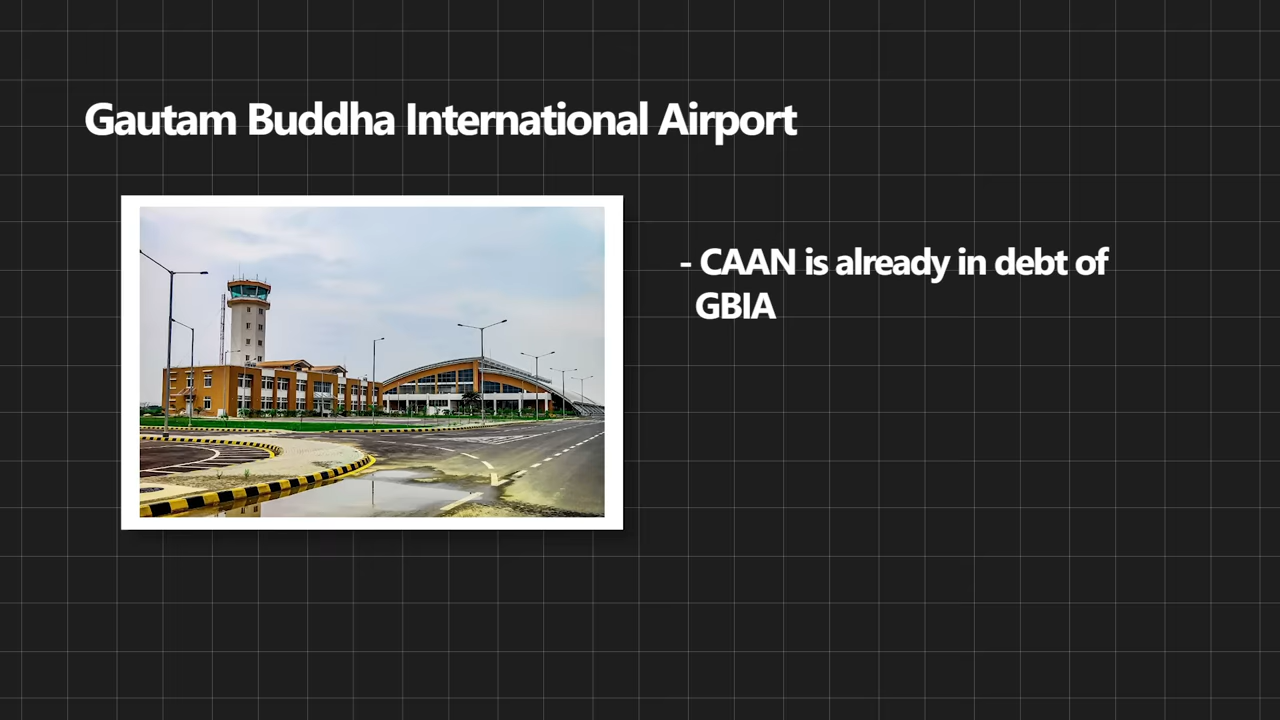 Gautam Buddha International Airport
- CAAN is already in debt of
GBIA